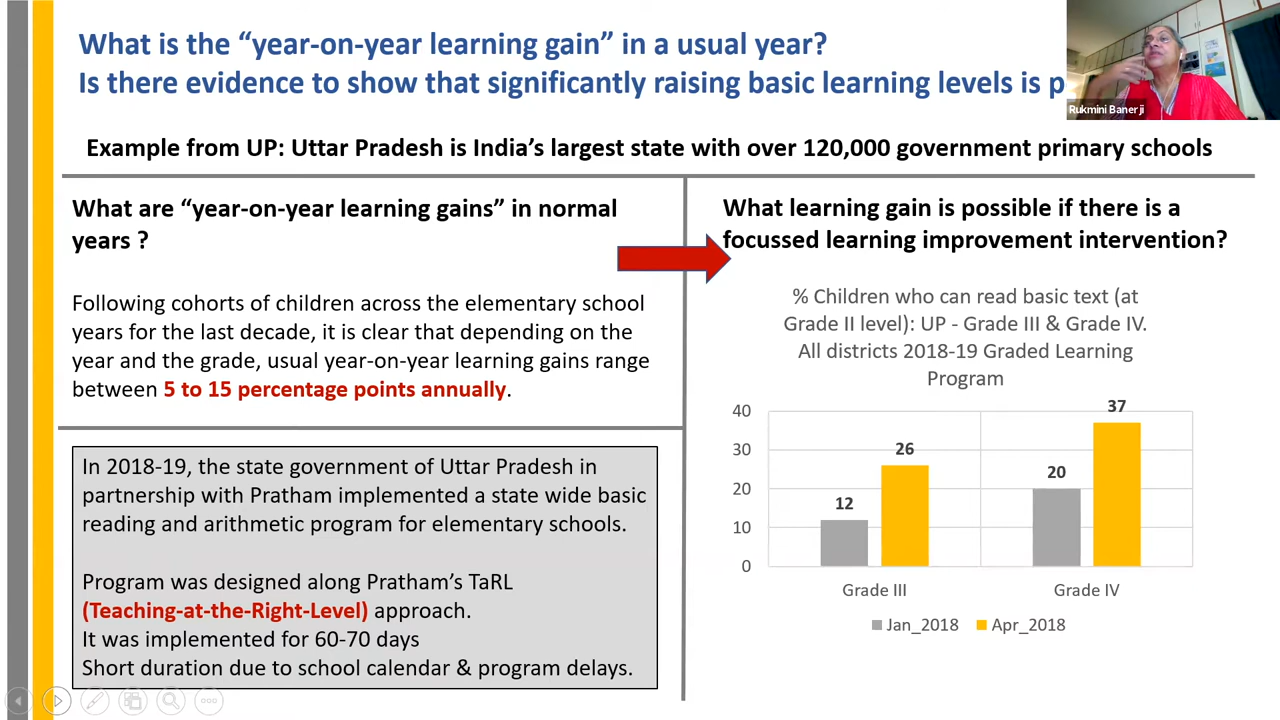 What is the “year-on-year learning gain” in a usual year?
Is there evidence to show that significantly raising basic learning levels is p
Rukmini Banerji
Example from UP: Uttar Pradesh is India’s largest state with over 120,000 government primary schools
What are “year-on-year learning gains” in normal
years ?
Following cohorts of children across the elementary school
years for the last decade, it is clear that depending on the
year and the grade, usual year-on-year learning gains range
between 5 to 15 percentage points annually.
In 2018-19, the state government of Uttar Pradesh in
partnership with Pratham implemented a state wide basic
reading and arithmetic program for elementary schools.
Program was designed along Pratham’s TaRL
(Teaching-at-the-Right-Level) approach.
It was implemented for 60-70 days
Short duration due to school calendar & program delays.
What learning gain is possible if there is a
focussed learning improvement intervention?
% Children who can read basic text (at
Grade II level): UP - Grade III & Grade IV.
All districts 2018-19 Graded Learning
Program
40
30
20
10
0
12
26
20
37
Grade III
Grade IV
Jan_2018
Apr_2018